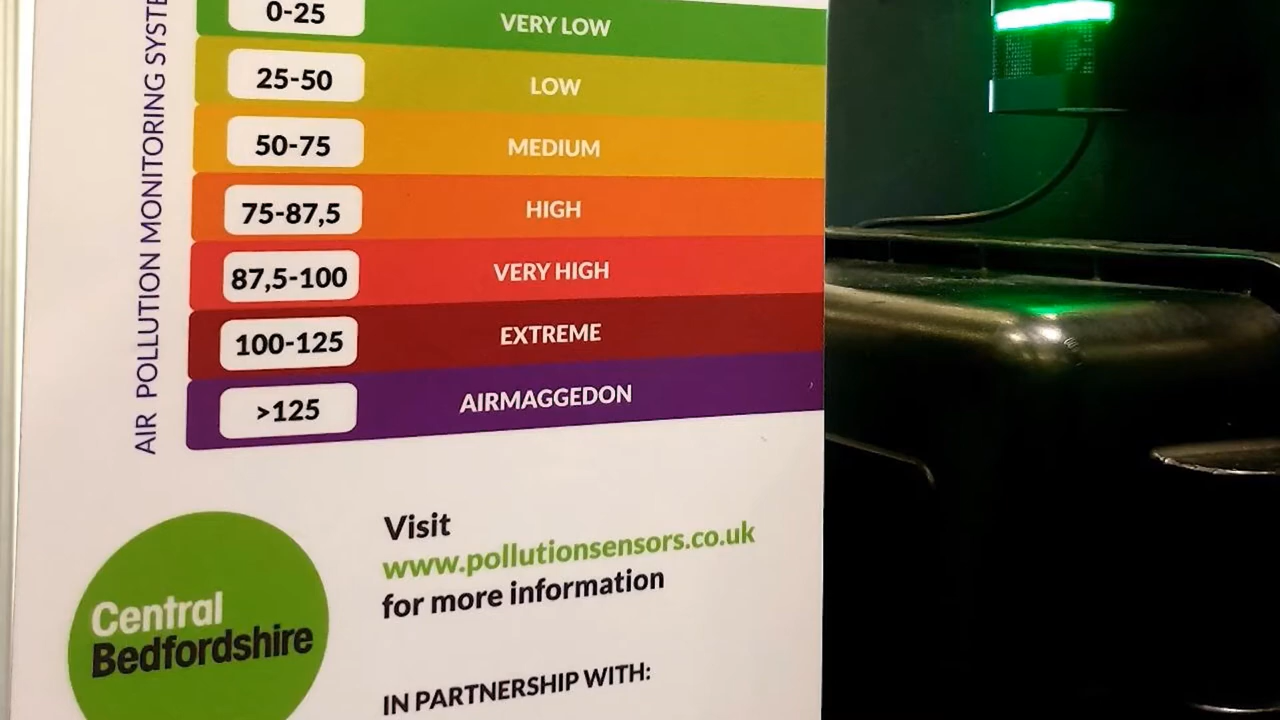 AIR POLLUTION MONITORING
0-25 VERY LOW
25-50 LOW
50-75 MEDIUM
75-87,5 HIGH
87,5-100 VERY HIGH
100-125 EXTREME
>125 AIRMAGGEDON
Visit
www.pollutionsensors.co.uk
for more information
Central
Bedfordshire
IN PARTNERSHIP WITH: